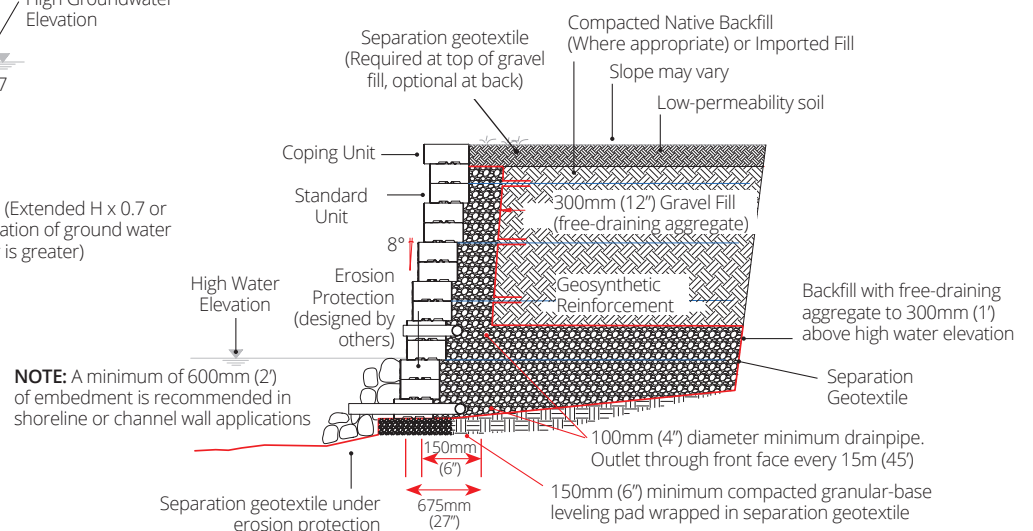 High Groundwater
Elevation
7
Separation geotextile
(Required at top of gravel
fill, optional at back)
Compacted Native Backfill
(Where appropriate) or Imported Fill
Slope may vary
Low-permeability soil
Coping Unit
Standard
Unit
(Extended H x 0.7 or
ation of ground water
is greater)
300mm (12”) Gravel Fill
(free-draining aggregate)
8°
High Water
Elevation
Erosion
Protection
(designed by
others)
Geosynthetic
Reinforcement
Backfill with free-draining
aggregate to 300mm (1’)
above high water elevation
NOTE: A minimum of 600mm (2’)
of embedment is recommended in
shoreline or channel wall applications
Separation
Geotextile
100mm (4”) diameter minimum drainpipe.
Outlet through front face every 15m (45’)
150mm
(6”)
150mm (6”) minimum compacted granular-base
leveling pad wrapped in separation geotextile
675mm
(27”)
Separation geotextile under
erosion protection